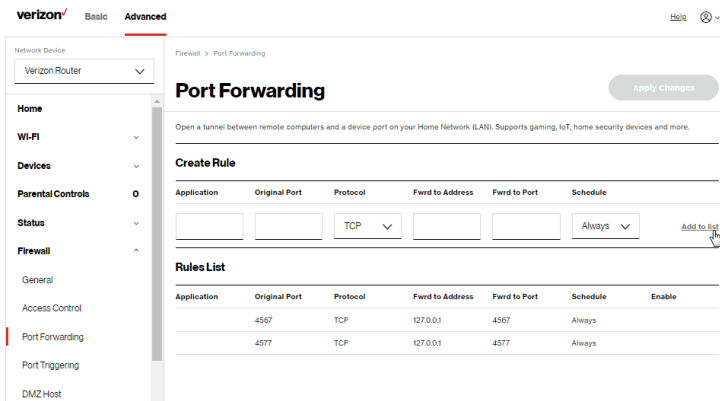 verizon Basic Advanced Help
Network Device
Verizon Router
Home
Wi-Fi
Devices
Parental Controls 0
Status
Firewall
General
Access Control
Port Forwarding
Port Triggering
DMZ Host
Firewall > Port Forwarding
Port Forwarding
Apply Changes
Open a tunnel between remote computers and a device port on your Home Network (LAN). Supports gaming, IoT, home security devices and more.
Create Rule
Application Original Port Protocol Fwrd to Address Fwrd to Port Schedule
TCP Always Add to list
Rules List
Application Original Port Protocol Fwrd to Address Fwrd to Port Schedule Enable
4567 TCP 127.0.0.1 4567 Always
4577 TCP 127.0.0.1 4577 Always